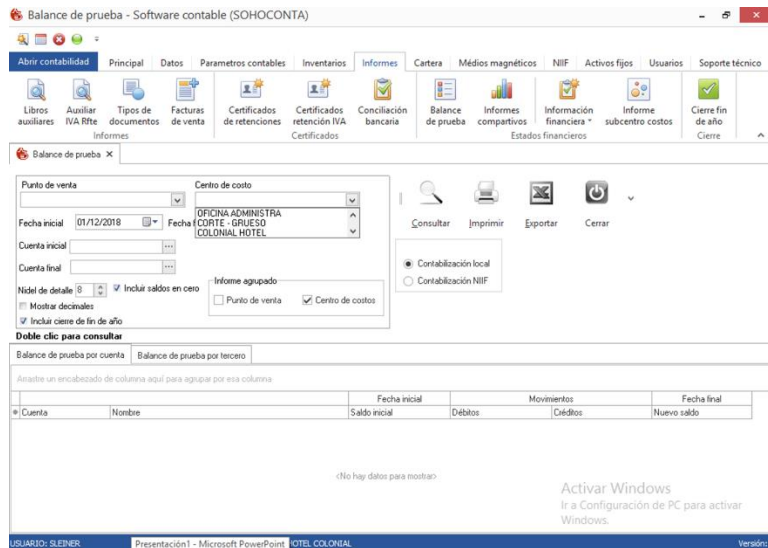 Balance de prueba - Software contable (SOHOCONTA)
Abrir contabilidad Principal Datos Parametros contables Inventarios Informes Cartera Médios magnéticos NIIF Activos fijos Usuarios Soporte técnico
Libros auxiliares
Auxiliar IVA Rfte
Tipos de documentos
Facturas de venta
Certificados de retenciones
Certificados retención IVA
Conciliación bancaria
Balance de prueba
Informes compartivos
Información financiera
Informe subcentro costos
Cierre fin de año
Informes Certificados Estados financieros Cierre
Balance de prueba X
Punto de venta Centro de costo
OFICINA ADMINISTRA
Fecha inicial 01/12/2018 Fecha f CORTE - GRUESO
COLONIAL HOTEL
Consultar Imprimir Exportar Cerrar
Cuenta inicial ...
Cuenta final ...
Contabilización local
Contabilización NIIF
Nidel de detalle 8 Incluir saldos en cero
Informe agrupado
Punto de venta Centro de costos
Mostrar decimales
Incluir cierre de fin de año
Doble clic para consultar
Balance de prueba por cuenta Balance de prueba por tercero
Arrastre un encabezado de columna aquí para agrupar por esa columna
Fecha inicial Movimientos Fecha final
Cuenta Nombre Saldo inicial Débitos Créditos Nuevo saldo
<No hay datos para mostrar>
Activar Windows
Ir a Configuración de PC para activar
Windows.
USUARIO: SLEINER Presentación1 - Microsoft PowerPoint HOTEL COLONIAL Versión: